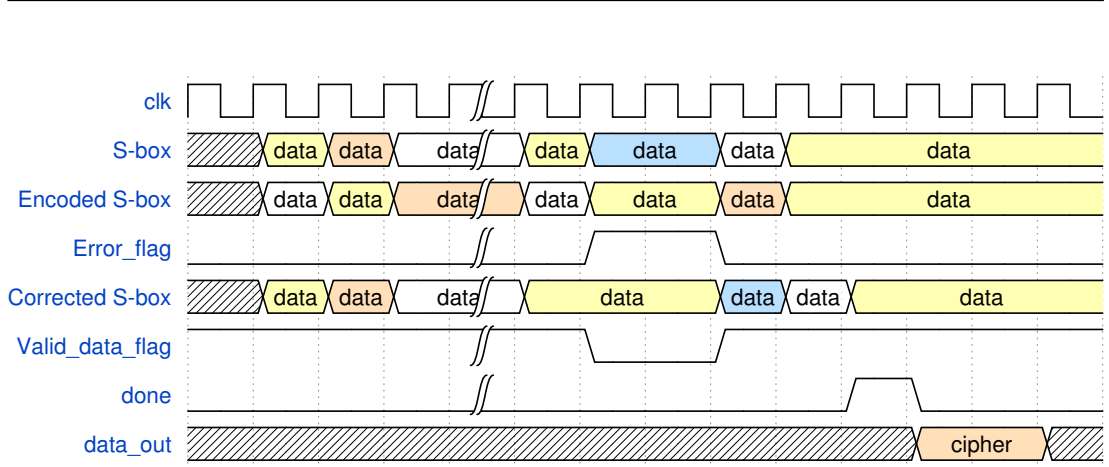 clk
S-box data data data data data data data
Encoded S-box data data data data data data data
Error_flag
Corrected S-box data data data data data data data
Valid_data_flag
done
data_out cipher